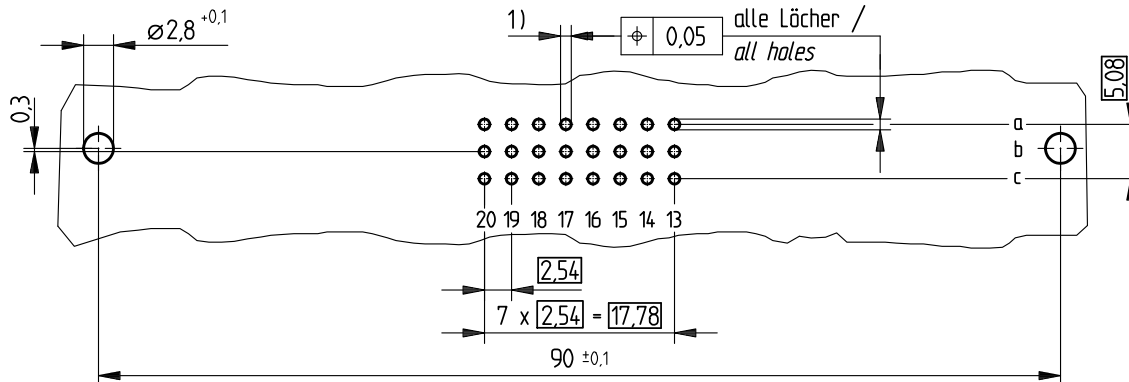 ⌀2,8 +0,1
1)
⌖ 0,05
alle Löcher /
all holes
5,08
0,3
a
b
c
20 19 18 17 16 15 14 13
2,54
7 x 2,54 = 17,78
90 ±0,1